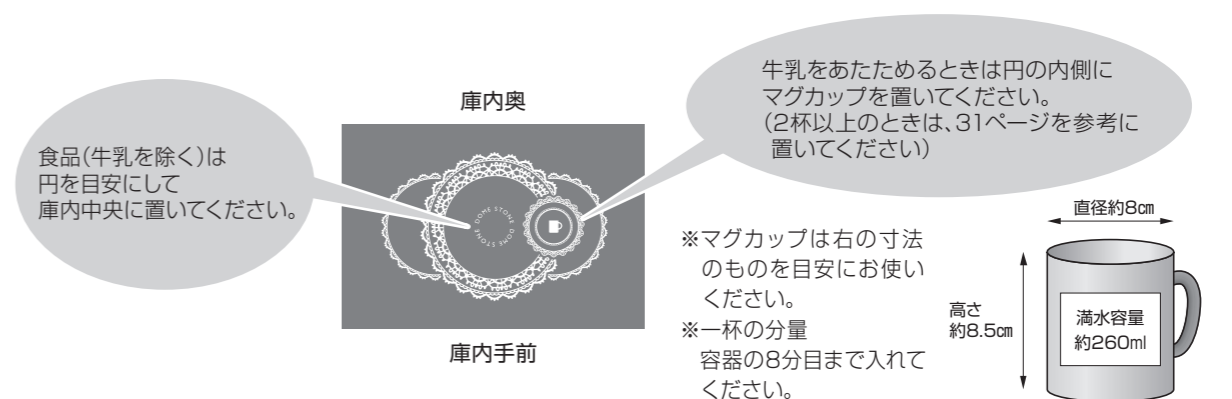 食品(牛乳を除く)は
円を目安にして
庫内中央に置いてください。
庫内奥
DOME STONE DOME STONE
庫内手前
牛乳をあたためるときは円の内側に
マグカップを置いてください。
(2杯以上のときは、31ページを参考に
置いてください)
※マグカップは右の寸法
のものを目安にお使い
ください。
※一杯の分量
容器の8分目まで入れて
ください。
直径約8㎝
高さ
約8.5㎝
満水容量
約260ml